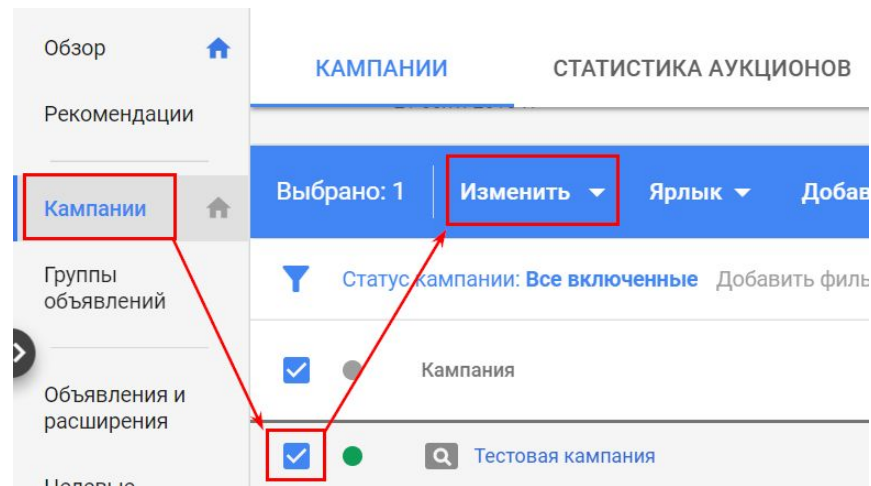 Обзор
Рекомендации
Кампании
Группы
объявлений
Объявления и
расширения
КАМПАНИИ
СТАТИСТИКА АУКЦИОНОВ
Выбрано: 1
Изменить
Ярлык
Статус кампании: Все включенные
Добавить
Кампания
Тестовая кампания